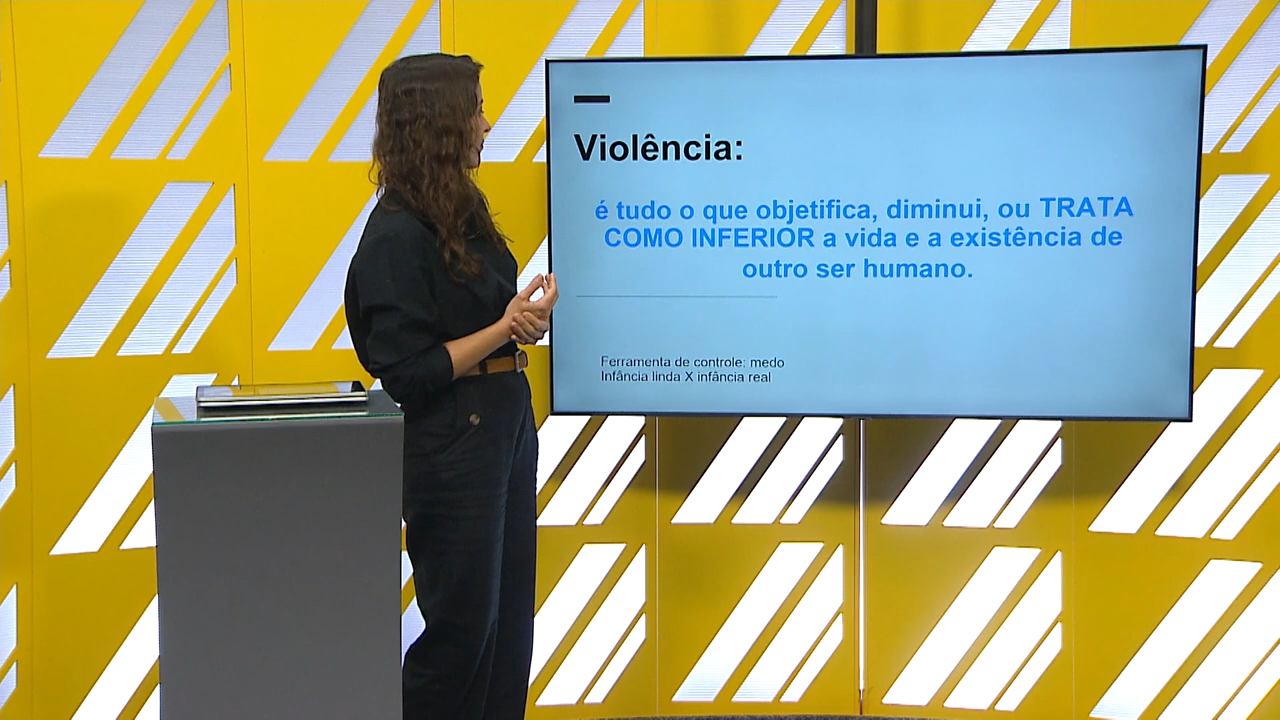 Violência:
é tudo o que objetifica, diminui, ou TRATA
COMO INFERIOR a vida e a existência de
outro ser humano.
Ferramenta de controle: medo
Infância linda X infância real